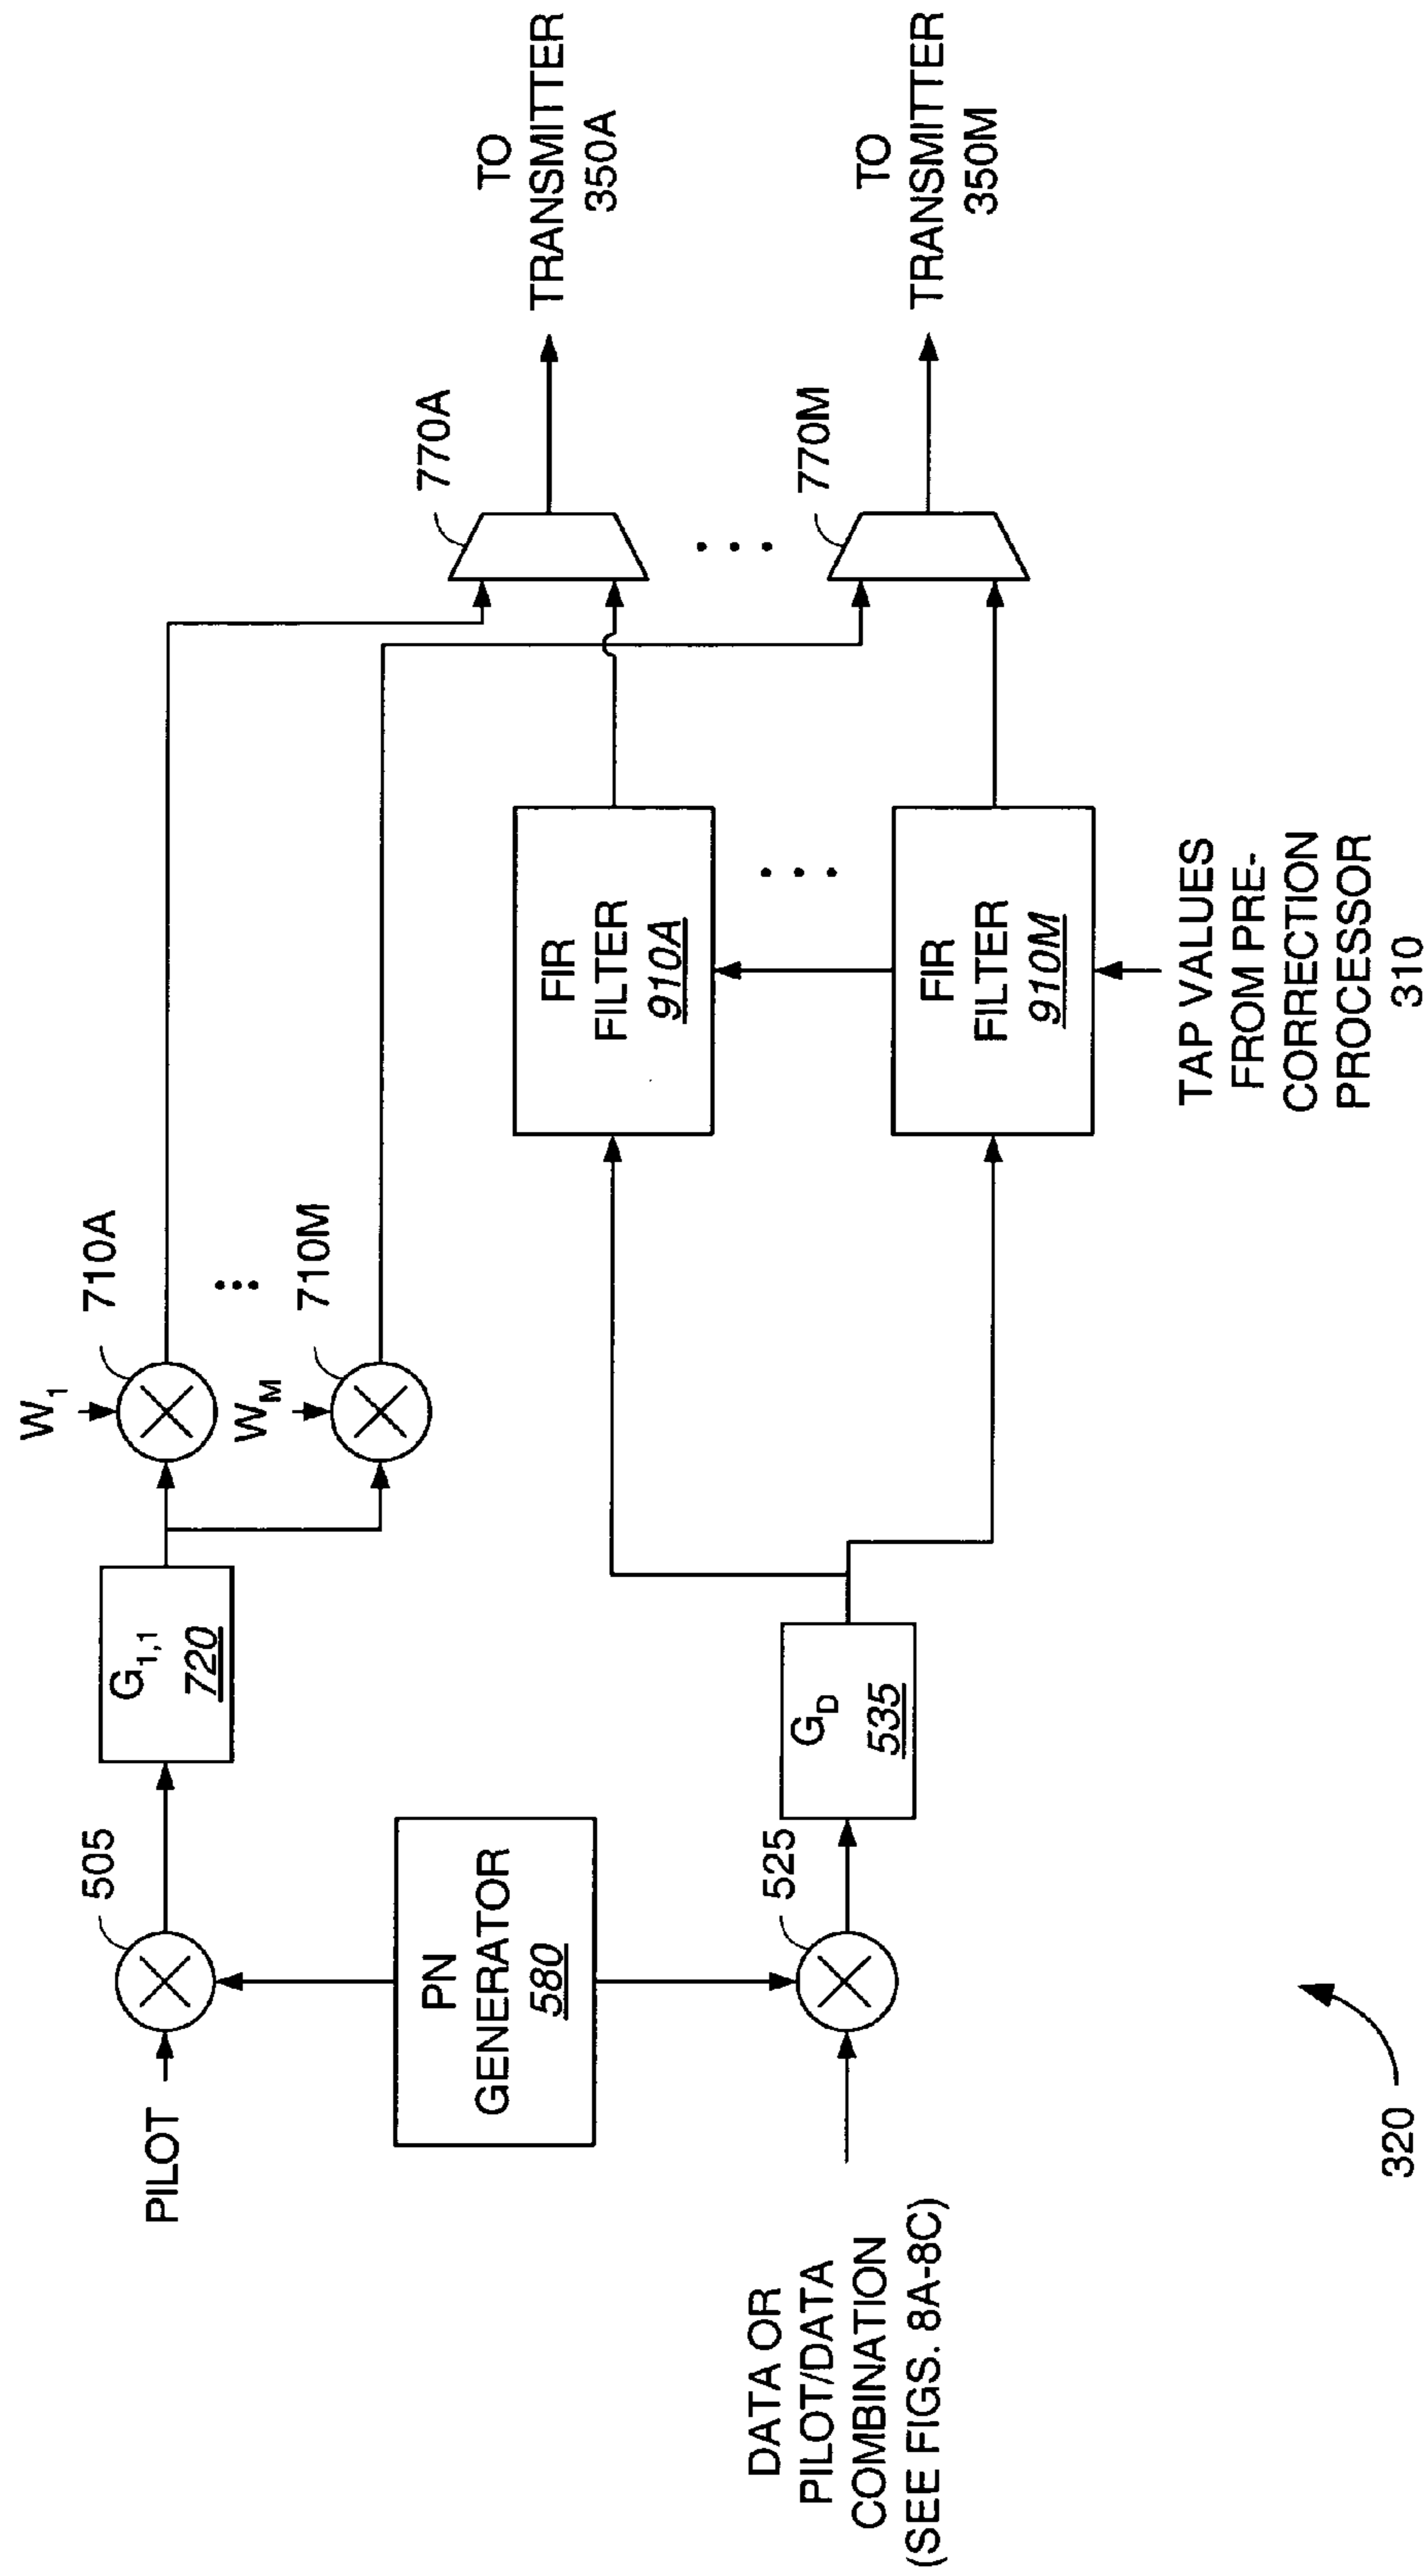 PILOT
505
G1,1
720
W1
710A
WM
710M
PN
GENERATOR
580
DATA OR
PILOT/DATA
COMBINATION
(SEE FIGS. 8A-8C)
525
GD
535
FIR
FILTER
910A
FIR
FILTER
910M
TAP VALUES
FROM PRE-
CORRECTION
PROCESSOR
310
770A
770M
TO
TRANSMITTER
350A
TO
TRANSMITTER
350M
320